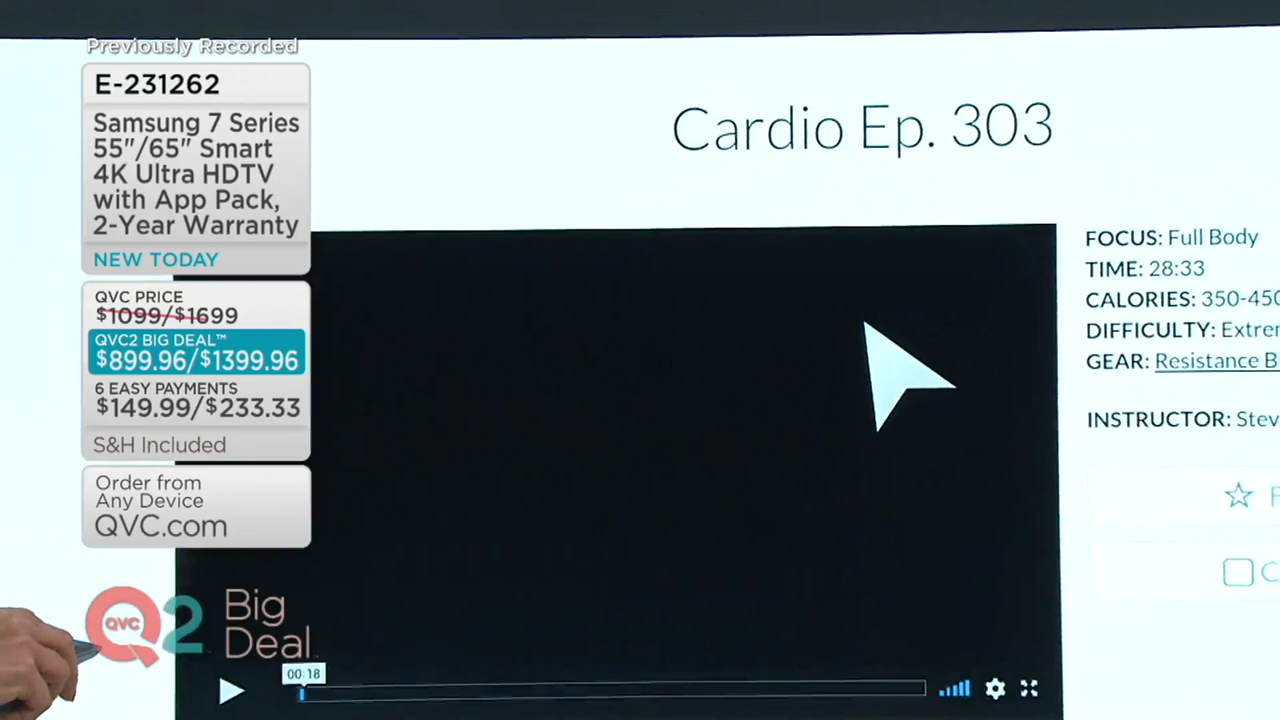 Previously Recorded
E-231262
Samsung 7 Series
55"/65" Smart
4K Ultra HDTV
with App Pack,
2-Year Warranty
NEW TODAY
QVC PRICE
$1099/$1699
QVC2 BIG DEAL™
$899.96/$1399.96
6 EASY PAYMENTS
$149.99/$233.33
S&H Included
Order from
Any Device
QVC.com
QVC 2 Big
Deal
Cardio Ep. 303
FOCUS: Full Body
TIME: 28:33
CALORIES: 350-450
DIFFICULTY:
GEAR: Resistance
INSTRUCTOR:
00:18